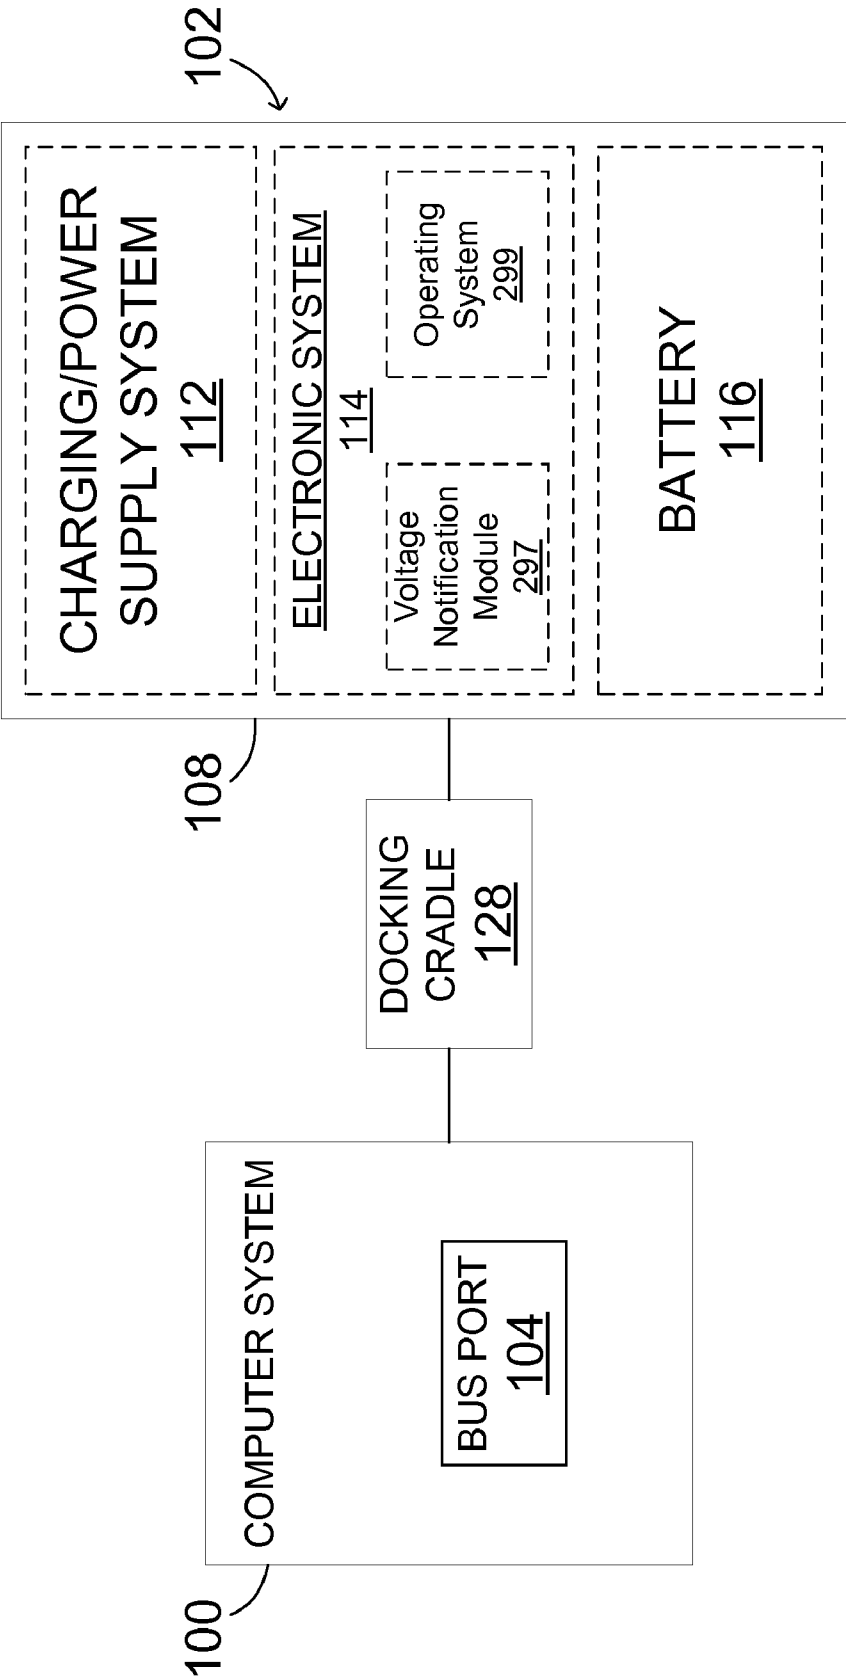 100
COMPUTER SYSTEM
BUS PORT
104
DOCKING
CRADLE
128
108
102
CHARGING/POWER
SUPPLY SYSTEM
112
ELECTRONIC SYSTEM
114
Voltage
Notification
Module
297
Operating
System
299
BATTERY
116